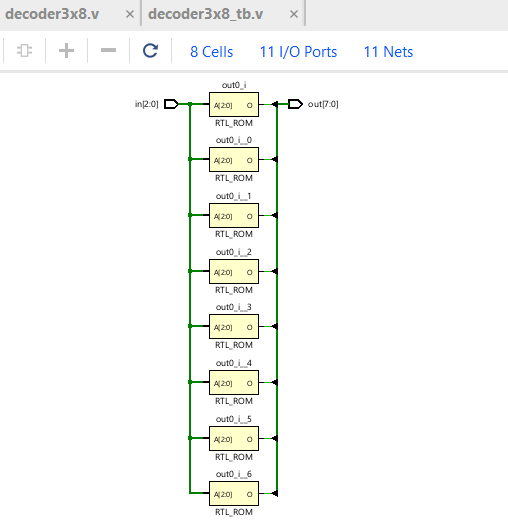 decoder3x8.v × decoder3x8_tb.v ×
8 Cells 11 I/O Ports 11 Nets
out0_i
in[2:0] A[2:0] O out[7:0]
RTL_ROM
out0_i__0
A[2:0] O
RTL_ROM
out0_i__1
A[2:0] O
RTL_ROM
out0_i__2
A[2:0] O
RTL_ROM
out0_i__3
A[2:0] O
RTL_ROM
out0_i__4
A[2:0] O
RTL_ROM
out0_i__5
A[2:0] O
RTL_ROM
out0_i__6
A[2:0] O
RTL_ROM